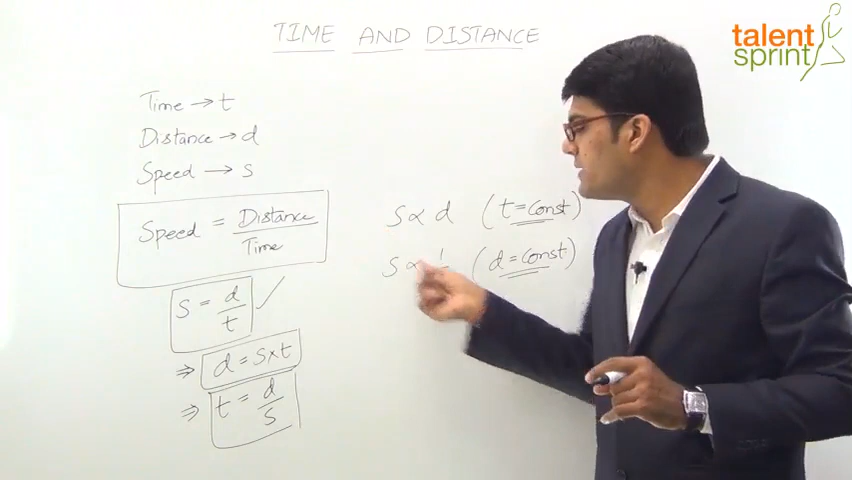 TIME AND DISTANCE
talent
sprint
Time → t
Distance → d
Speed → s
Speed = Distance / Time
s = d / t ✓
⇒ d = s × t
⇒ t = d / s
s ∝ d (t = const)
s ∝ (d = const)